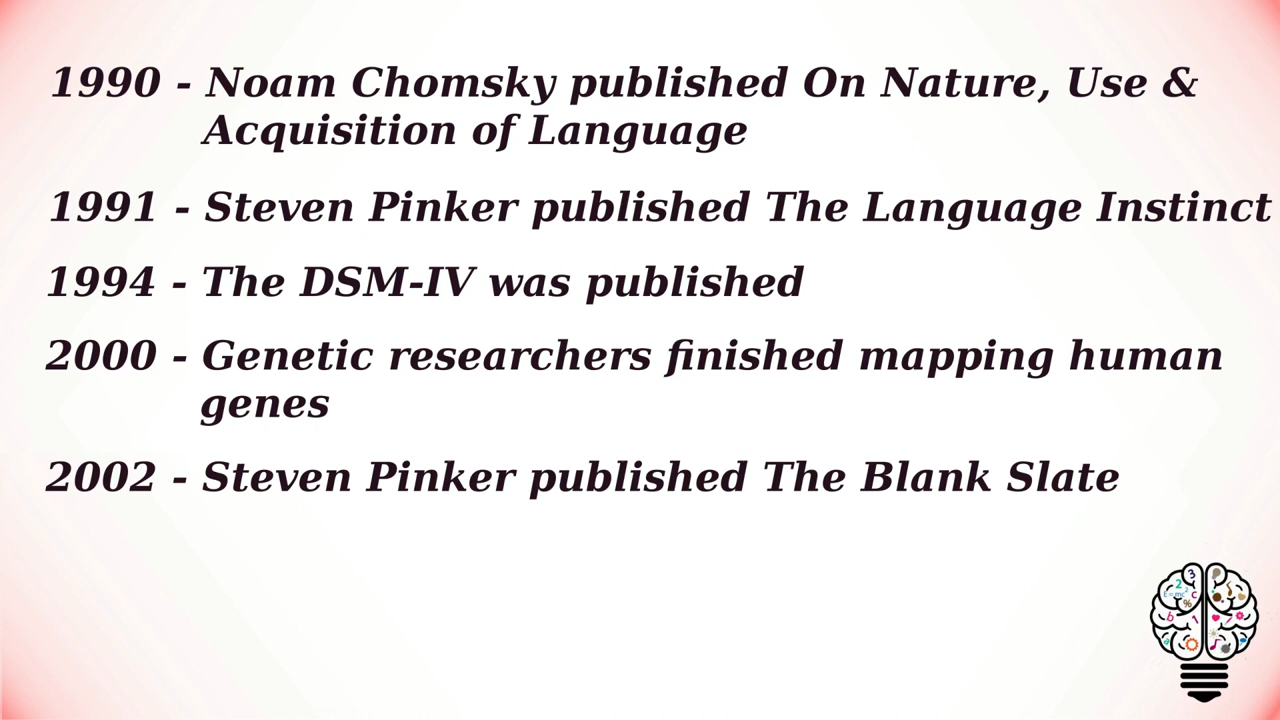 1990 - Noam Chomsky published On Nature, Use &
Acquisition of Language
1991 - Steven Pinker published The Language Instinct
1994 - The DSM-IV was published
2000 - Genetic researchers finished mapping human
genes
2002 - Steven Pinker published The Blank Slate